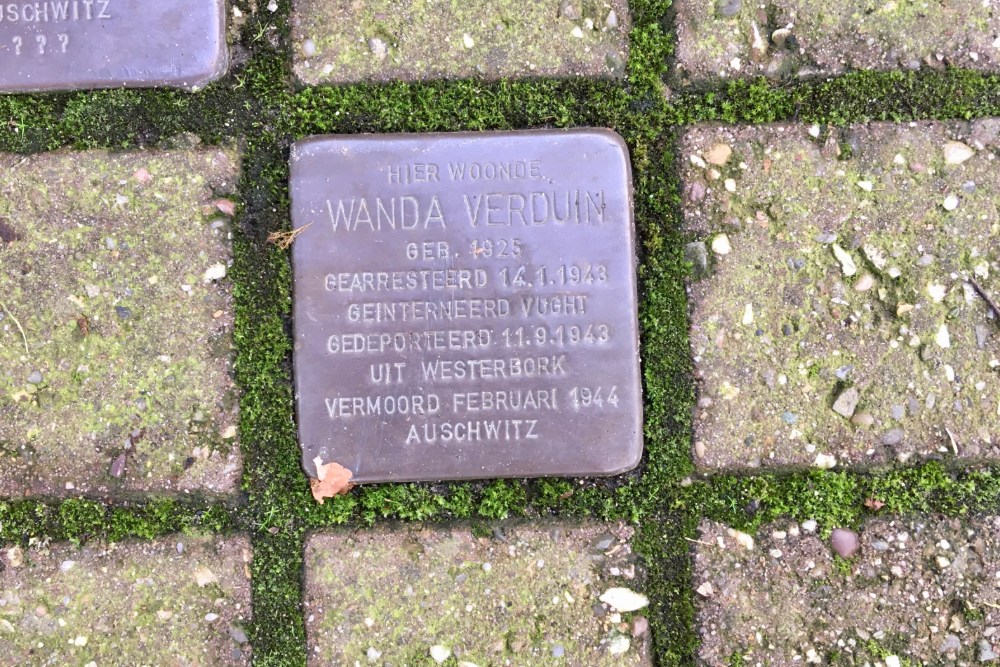 USCHWITZ
???
HIER WOONDE
WANDA VERDUIN
GEB. 1925
GEARRESTEERD 14.1.1943
GEINTERNEERD VUGHT
GEDEPORTEERD 11.9.1943
UIT WESTERBORK
VERMOORD FEBRUARI 1944
AUSCHWITZ